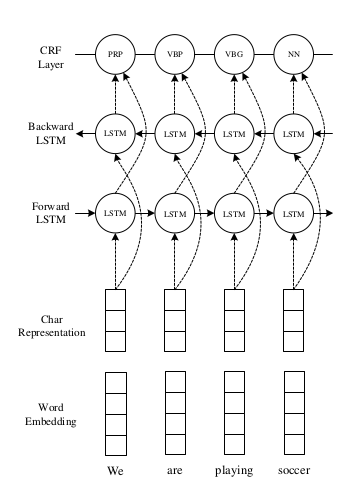 CRF
Layer
PRP VBP VBG NN
Backward
LSTM
LSTM LSTM LSTM LSTM
Forward
LSTM
LSTM LSTM LSTM LSTM
Char
Representation
Word
Embedding
We are playing soccer